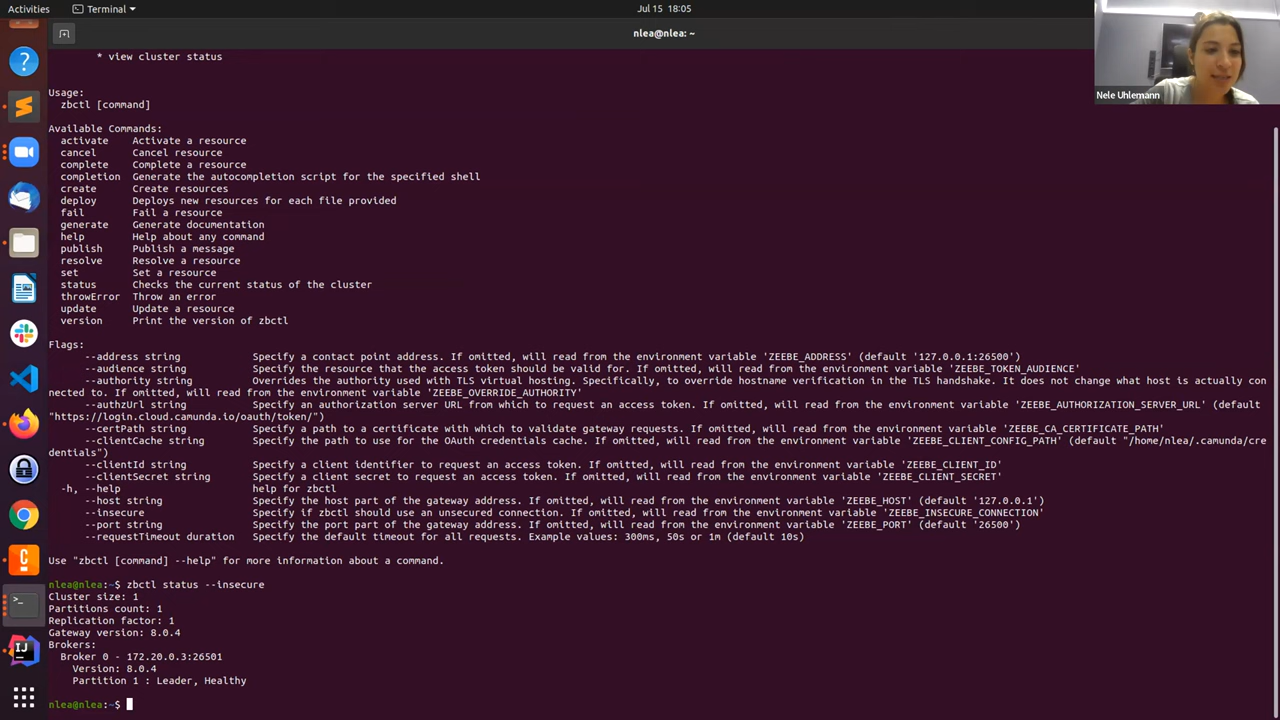 Activities
Terminal
Jul 15 18:05
nlea@nlea: ~
Nele Uhlemann
* view cluster status
Usage:
zbctl [command]
Available Commands:
activate Activate a resource
cancel Cancel resource
complete Complete a resource
completion Generate the autocompletion script for the specified shell
create Create resources
deploy Deploys new resources for each file provided
fail Fail a resource
generate Generate documentation
help Help about any command
publish Publish a message
resolve Resolve a resource
set Set a resource
status Checks the current status of the cluster
throwError Throw an error
update Update a resource
version Print the version of zbctl
Flags:
--address string Specify a contact point address. If omitted, will read from the environment variable 'ZEEBE_ADDRESS' (default '127.0.0.1:26500')
--audience string Specify the resource that the access token should be valid for. If omitted, will read from the environment variable 'ZEEBE_TOKEN_AUDIENCE'
--authority string Overrides the authority used with TLS virtual hosting. Specifically, to override hostname verification in the TLS handshake. It does not change what host is actually con
nected to. If omitted, will read from the environment variable 'ZEEBE_OVERRIDE_AUTHORITY'
--authzUrl string Specify an authorization server URL from which to request an access token. If omitted, will read from the environment variable 'ZEEBE_AUTHORIZATION_SERVER_URL' (default
"https://login.cloud.camunda.io/oauth/token/")
--certPath string Specify a path to a certificate with which to validate gateway requests. If omitted, will read from the environment variable 'ZEEBE_CA_CERTIFICATE_PATH'
--clientCache string Specify the path to use for the OAuth credentials cache. If omitted, will read from the environment variable 'ZEEBE_CLIENT_CONFIG_PATH' (default "/home/nlea/.camunda/cre
dentials")
--clientId string Specify a client identifier to request an access token. If omitted, will read from the environment variable 'ZEEBE_CLIENT_ID'
--clientSecret string Specify a client secret to request an access token. If omitted, will read from the environment variable 'ZEEBE_CLIENT_SECRET'
-h, --help help for zbctl
--host string Specify the host part of the gateway address. If omitted, will read from the environment variable 'ZEEBE_HOST' (default '127.0.0.1')
--insecure Specify if zbctl should use an unsecured connection. If omitted, will read from the environment variable 'ZEEBE_INSECURE_CONNECTION'
--port string Specify the port part of the gateway address. If omitted, will read from the environment variable 'ZEEBE_PORT' (default '26500')
--requestTimeout duration Specify the default timeout for all requests. Example values: 300ms, 50s or 1m (default 10s)
Use "zbctl [command] --help" for more information about a command.
nlea@nlea:~$ zbctl status --insecure
Cluster size: 1
Partitions count: 1
Replication factor: 1
Gateway version: 8.0.4
Brokers:
Broker 0 - 172.20.0.3:26501
Version: 8.0.4
Partition 1 : Leader, Healthy
nlea@nlea:~$